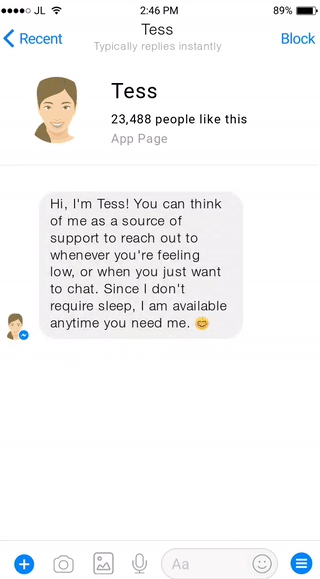 JL 2:46 PM 89%
Recent Tess Block
Typically replies instantly
Tess
23,488 people like this
App Page
Hi, I'm Tess! You can think
of me as a source of
support to reach out to
whenever you're feeling
low, or when you just want
to chat. Since I don't
require sleep, I am available
anytime you need me. 😊
Aa